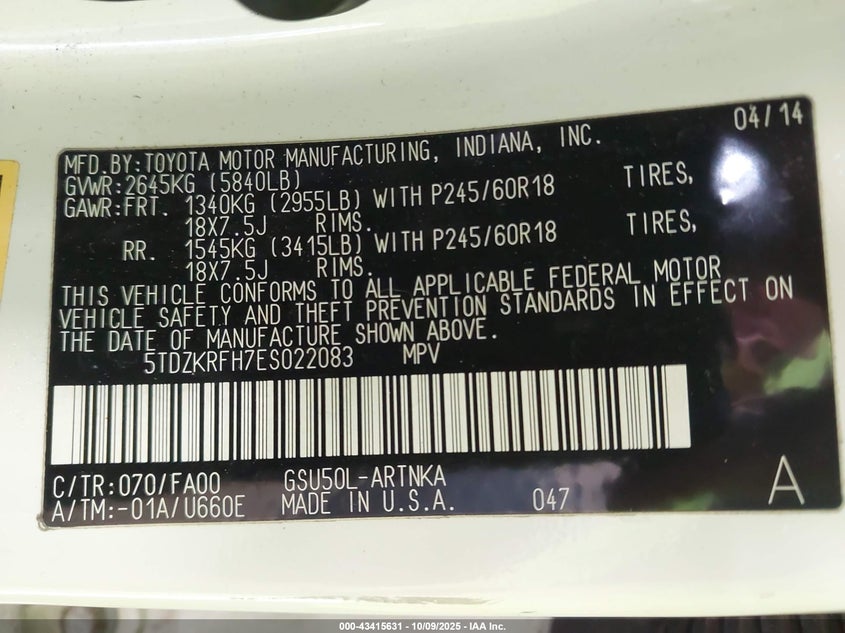 04/14
MFD.BY:TOYOTA MOTOR MANUFACTURING, INDIANA, INC.
GVWR:2645KG (5840LB)
GAWR:FRT. 1340KG (2955LB) WITH P245/60R18 TIRES,
18X7.5J RIMS.
RR. 1545KG (3415LB) WITH P245/60R18 TIRES,
18X7.5J RIMS.
THIS VEHICLE CONFORMS TO ALL APPLICABLE FEDERAL MOTOR
VEHICLE SAFETY AND THEFT PREVENTION STANDARDS IN EFFECT ON
THE DATE OF MANUFACTURE SHOWN ABOVE.
5TDZKRFH7ES022083 MPV
C/TR:070/FA00 GSU50L-ARTNKA
A/TM:-01A/U660E MADE IN U.S.A. 047 A
000-43415631 - 10/09/2025 - IAA Inc.